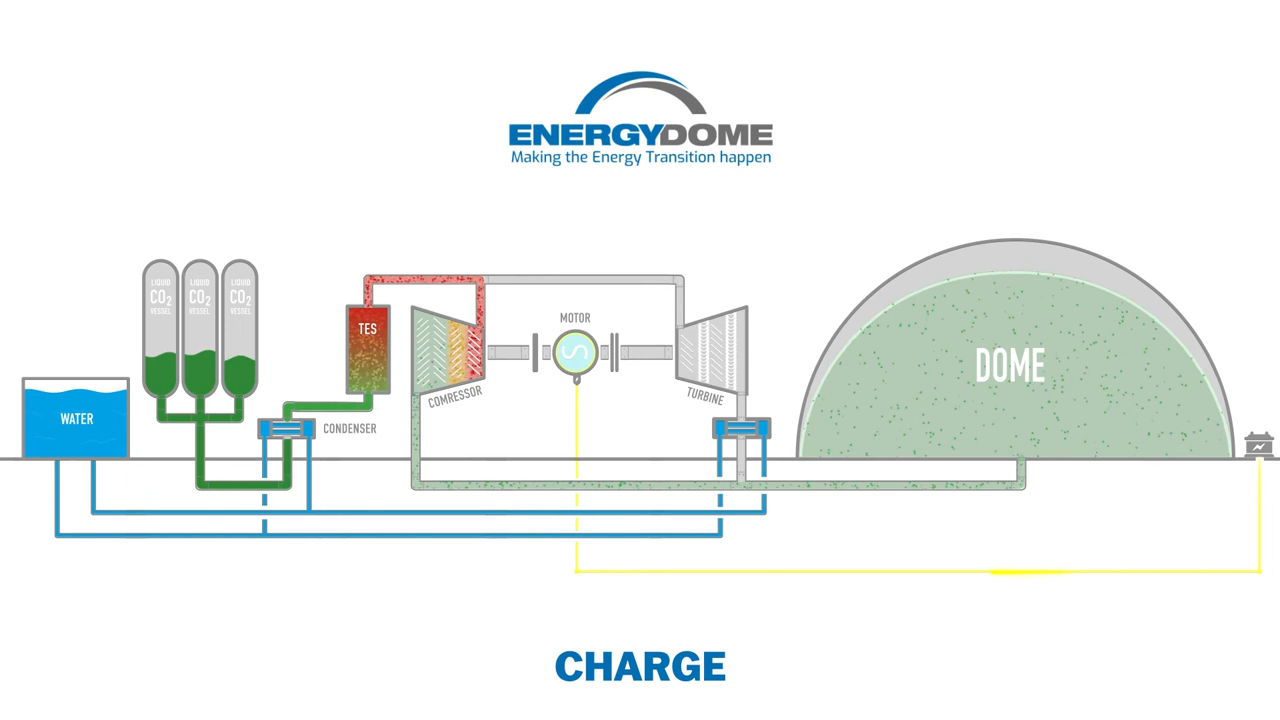 ENERGYDOME
Making the Energy Transition happen
LIQUID
CO2
VESSEL
LIQUID
CO2
VESSEL
LIQUID
CO2
VESSEL
TES
MOTOR
DOME
COMRESSOR
TURBINE
WATER
CONDENSER
CHARGE